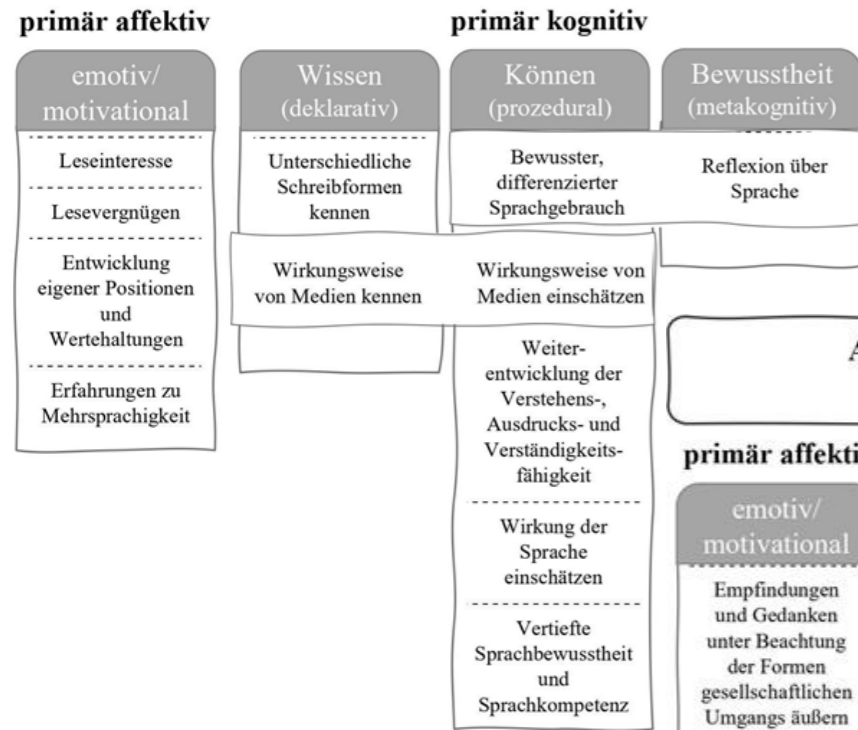 primär affektiv
primär kognitiv
emotiv/
motivational
Leseinteresse
Lesevergnügen
Entwicklung
eigener Positionen
und
Wertehaltungen
Erfahrungen zu
Mehrsprachigkeit
Wissen
(deklarativ)
Unterschiedliche
Schreibformen
kennen
Wirkungsweise
von Medien kennen
Können
(prozedural)
Bewusster,
differenzierter
Sprachgebrauch
Wirkungsweise von
Medien einschätzen
Weiter-
entwicklung der
Verstehens-,
Ausdrucks- und
Verständigkeits-
fähigkeit
Wirkung der
Sprache
einschätzen
Vertiefte
Sprachbewusstheit
und
Sprachkompetenz
Bewusstheit
(metakognitiv)
Reflexion über
Sprache
A
primär affekti
emotiv/
motivational
Empfindungen
und Gedanken
unter Beachtung
der Formen
gesellschaftlichen
Umgangs äußern